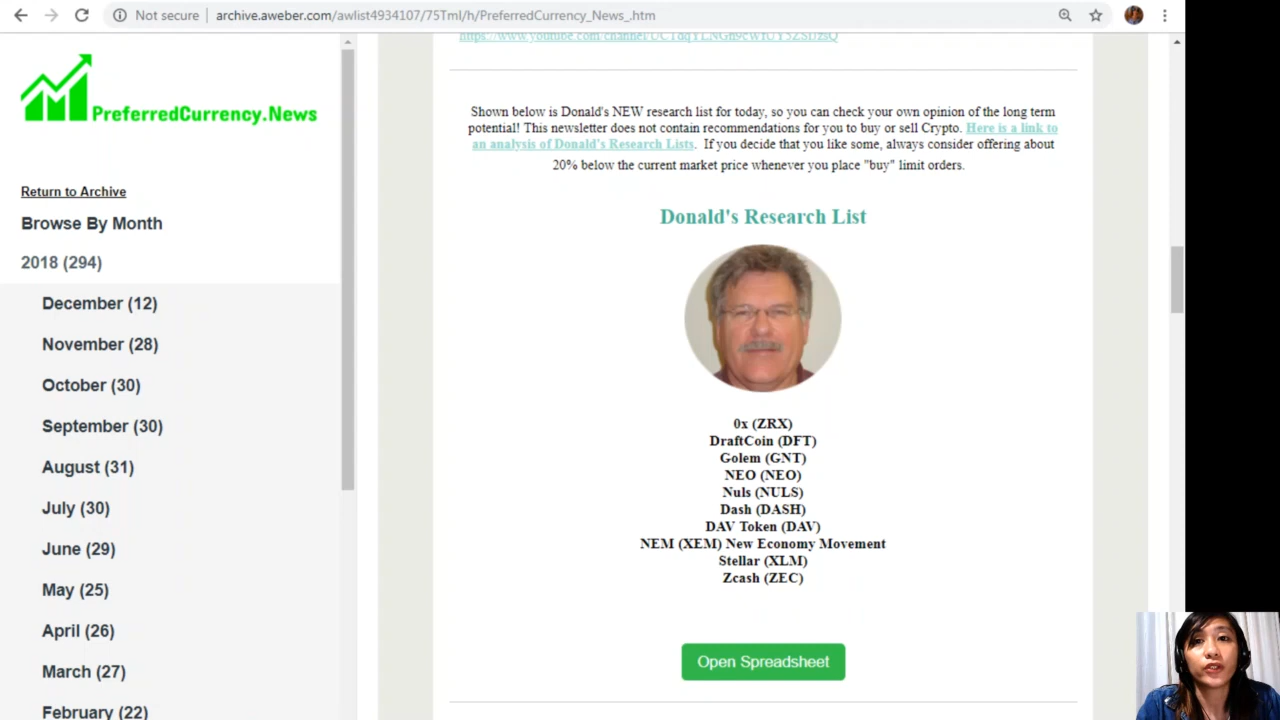 Not secure | archive.aweber.com/awlist4934107/75Tml/h/PreferredCurrency_News_.htm
PreferredCurrency.News
Return to Archive
Browse By Month
2018 (294)
December (12)
November (28)
October (30)
September (30)
August (31)
July (30)
June (29)
May (25)
April (26)
March (27)
February (22)
Shown below is Donald's NEW research list for today, so you can check your own opinion of the long term
potential! This newsletter does not contain recommendations for you to buy or sell Crypto. Here is a link to
an analysis of Donald's Research Lists. If you decide that you like some, always consider offering about
20% below the current market price whenever you place "buy" limit orders.
Donald's Research List
0x (ZRX)
DraftCoin (DFT)
Golem (GNT)
NEO (NEO)
Nuls (NULS)
Dash (DASH)
DAV Token (DAV)
NEM (XEM) New Economy Movement
Stellar (XLM)
Zcash (ZEC)
Open Spreadsheet